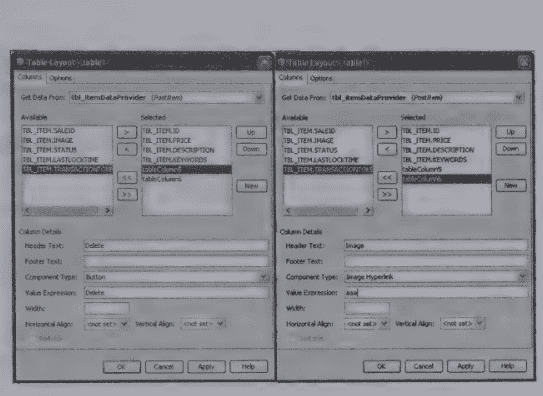 Table Layout - table1
Columns Options
Get Data From: tbl_itemDataProvider (PostItem)
Available Selected
TBL_ITEM.SALEID
TBL_ITEM.IMAGE
TBL_ITEM.STATUS
TBL_ITEM.LASTLOCKTIME
TBL_ITEM.TRANSACTIONTOKE
TBL_ITEM.ID
TBL_ITEM.PRICE
TBL_ITEM.DESCRIPTION
TBL_ITEM.KEYWORDS
tableColumn5
tableColumn6
>
<
<<
>>
Up
Down
New
Column Details
Header Text: Delete
Footer Text:
Component Type: Button
Value Expression: Delete
Width:
Horizontal Align: <not set> Vertical Align: <not set>
Sortable
OK Cancel Apply Help
Table Layout - table1
Columns Options
Get Data From: tbl_itemDataProvider (PostItem)
Available Selected
TBL_ITEM.SALEID
TBL_ITEM.IMAGE
TBL_ITEM.STATUS
TBL_ITEM.LASTLOCKTIME
TBL_ITEM.TRANSACTIONTOKE
TBL_ITEM.ID
TBL_ITEM.PRICE
TBL_ITEM.DESCRIPTION
TBL_ITEM.KEYWORDS
tableColumn5
tableColumn6
>
<
<<
>>
Up
Down
New
Column Details
Header Text: Image
Footer Text:
Component Type: Image Hyperlink
Value Expression: aaa
Width:
Horizontal Align: <not set> Vertical Align: <not set>
OK Cancel Apply Help